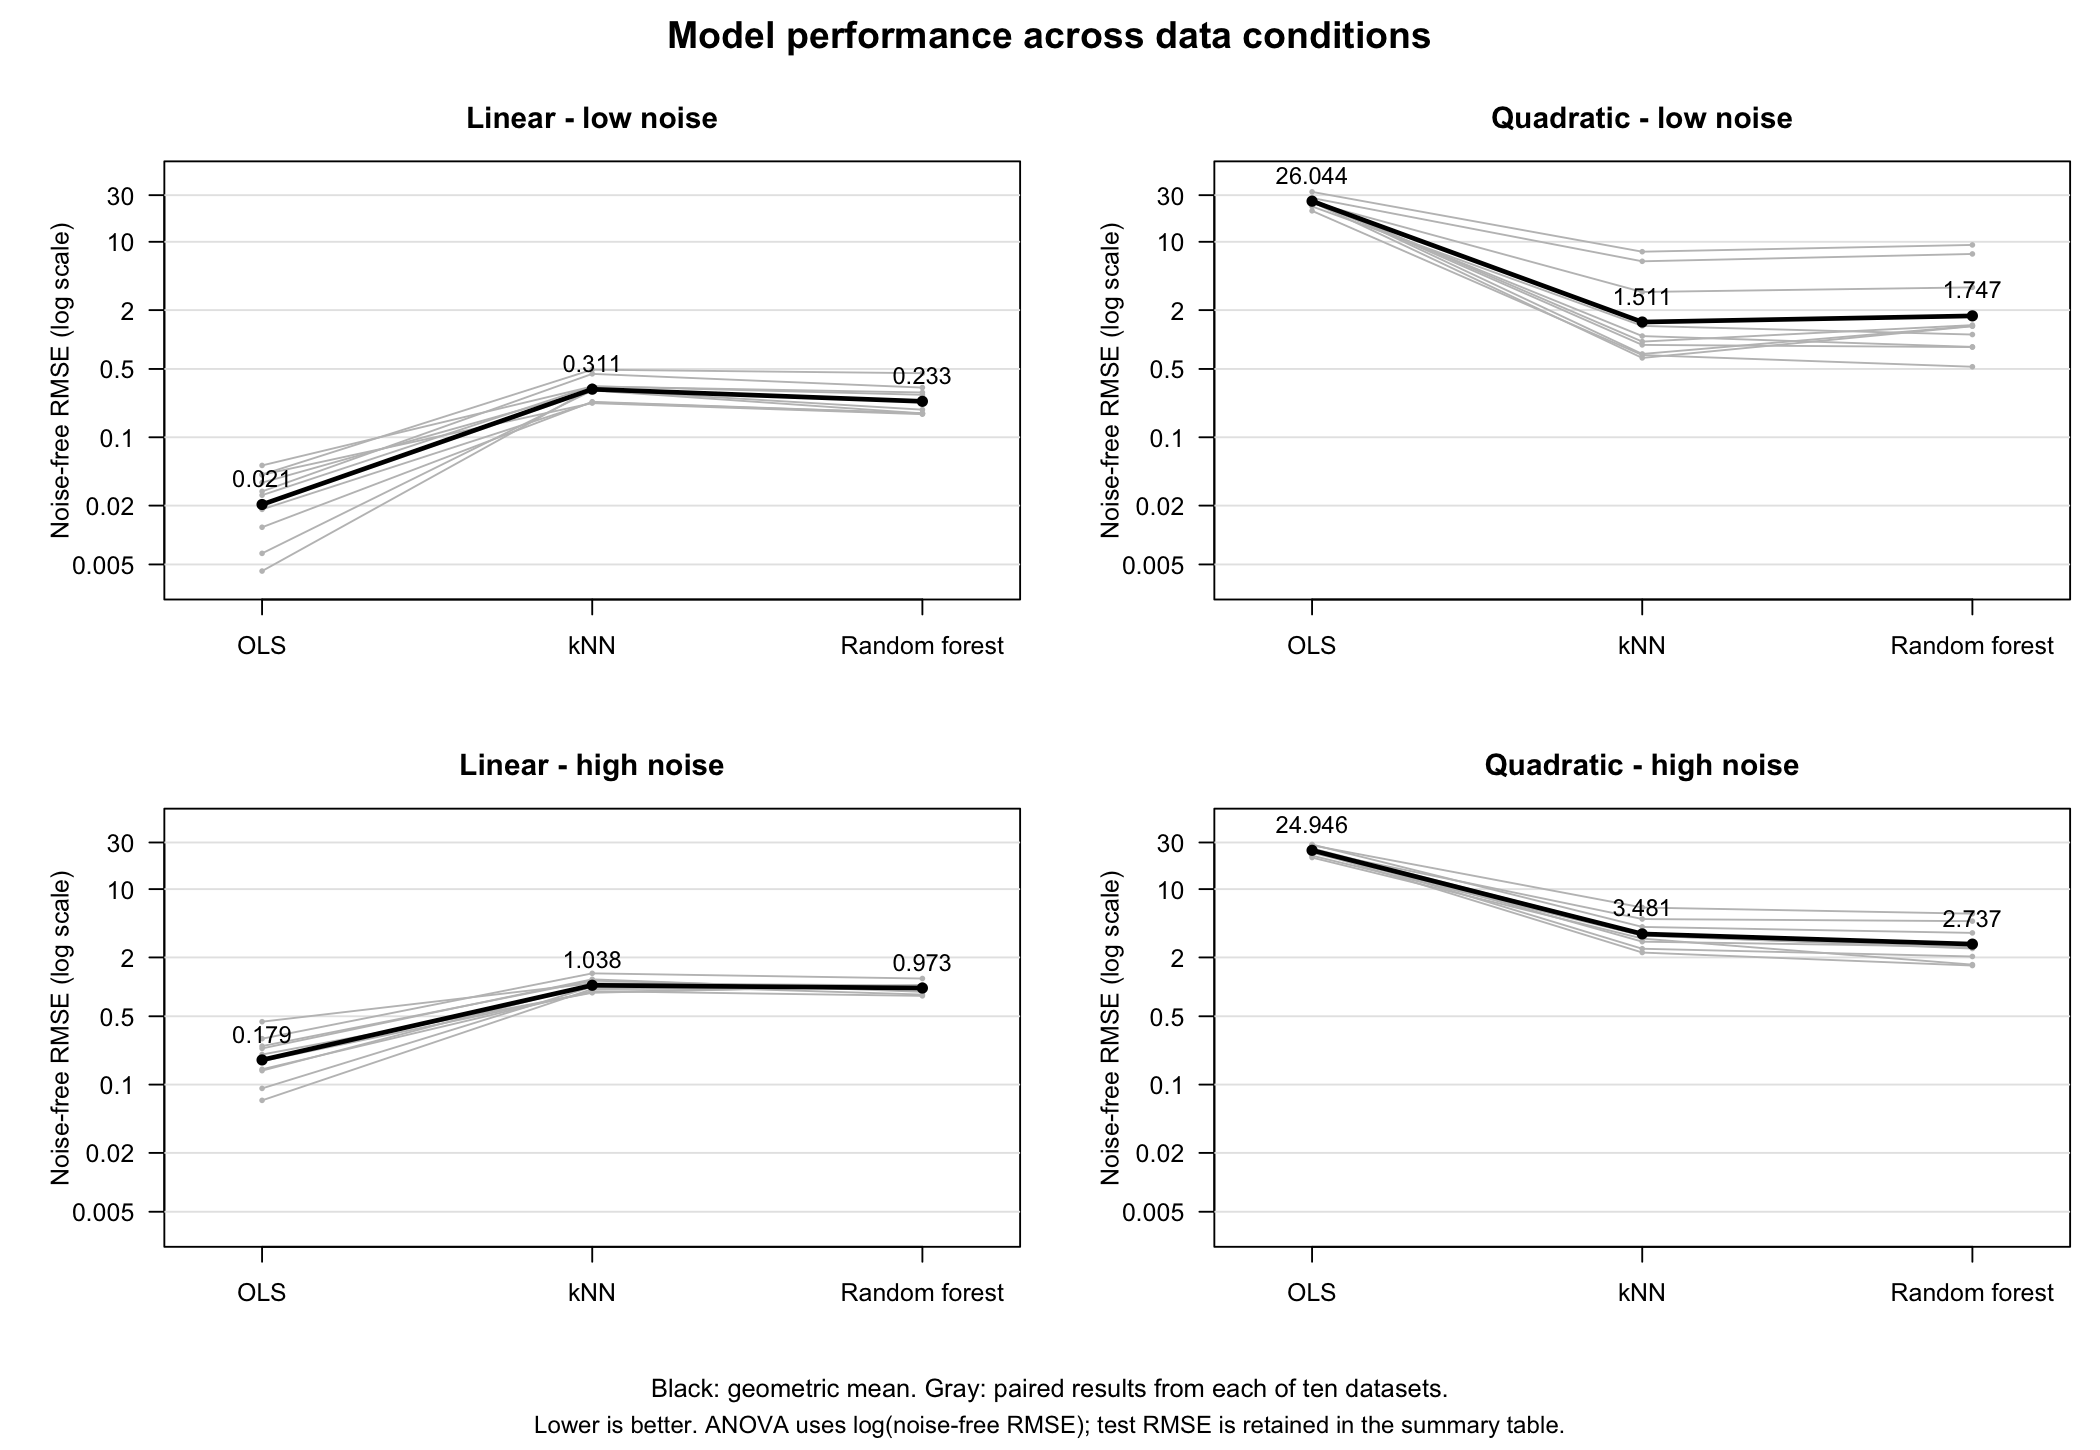 Model performance across data conditions
Linear - low noise
Noise-free RMSE (log scale)
30
10
2
0.5
0.1
0.02
0.005
0.021
0.311
0.233
OLS
kNN
Random forest
Quadratic - low noise
Noise-free RMSE (log scale)
30
10
2
0.5
0.1
0.02
0.005
26.044
1.511
1.747
OLS
kNN
Random forest
Linear - high noise
Noise-free RMSE (log scale)
30
10
2
0.5
0.1
0.02
0.005
0.179
1.038
0.973
OLS
kNN
Random forest
Quadratic - high noise
Noise-free RMSE (log scale)
30
10
2
0.5
0.1
0.02
0.005
24.946
3.481
2.737
OLS
kNN
Random forest
Black: geometric mean. Gray: paired results from each of ten datasets.
Lower is better. ANOVA uses log(noise-free RMSE); test RMSE is retained in the summary table.